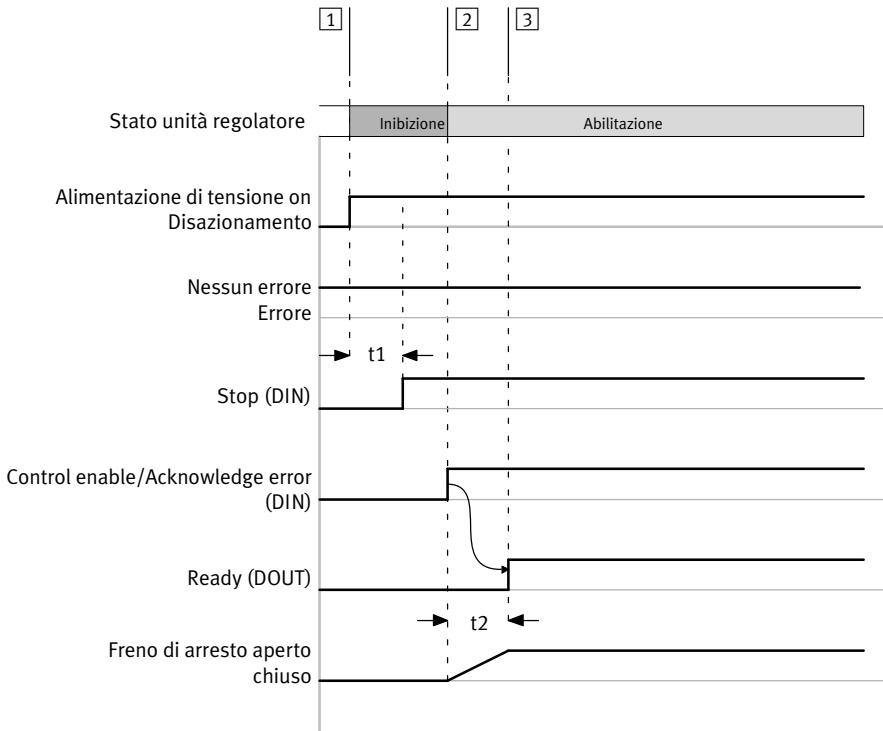 1
2
3
Stato unità regolatore
Inibizione
Abilitazione
Alimentazione di tensione on
Disazionamento
Nessun errore
Errore
t1
Stop (DIN)
Control enable/Acknowledge error
(DIN)
Ready (DOUT)
t2
Freno di arresto aperto
chiuso